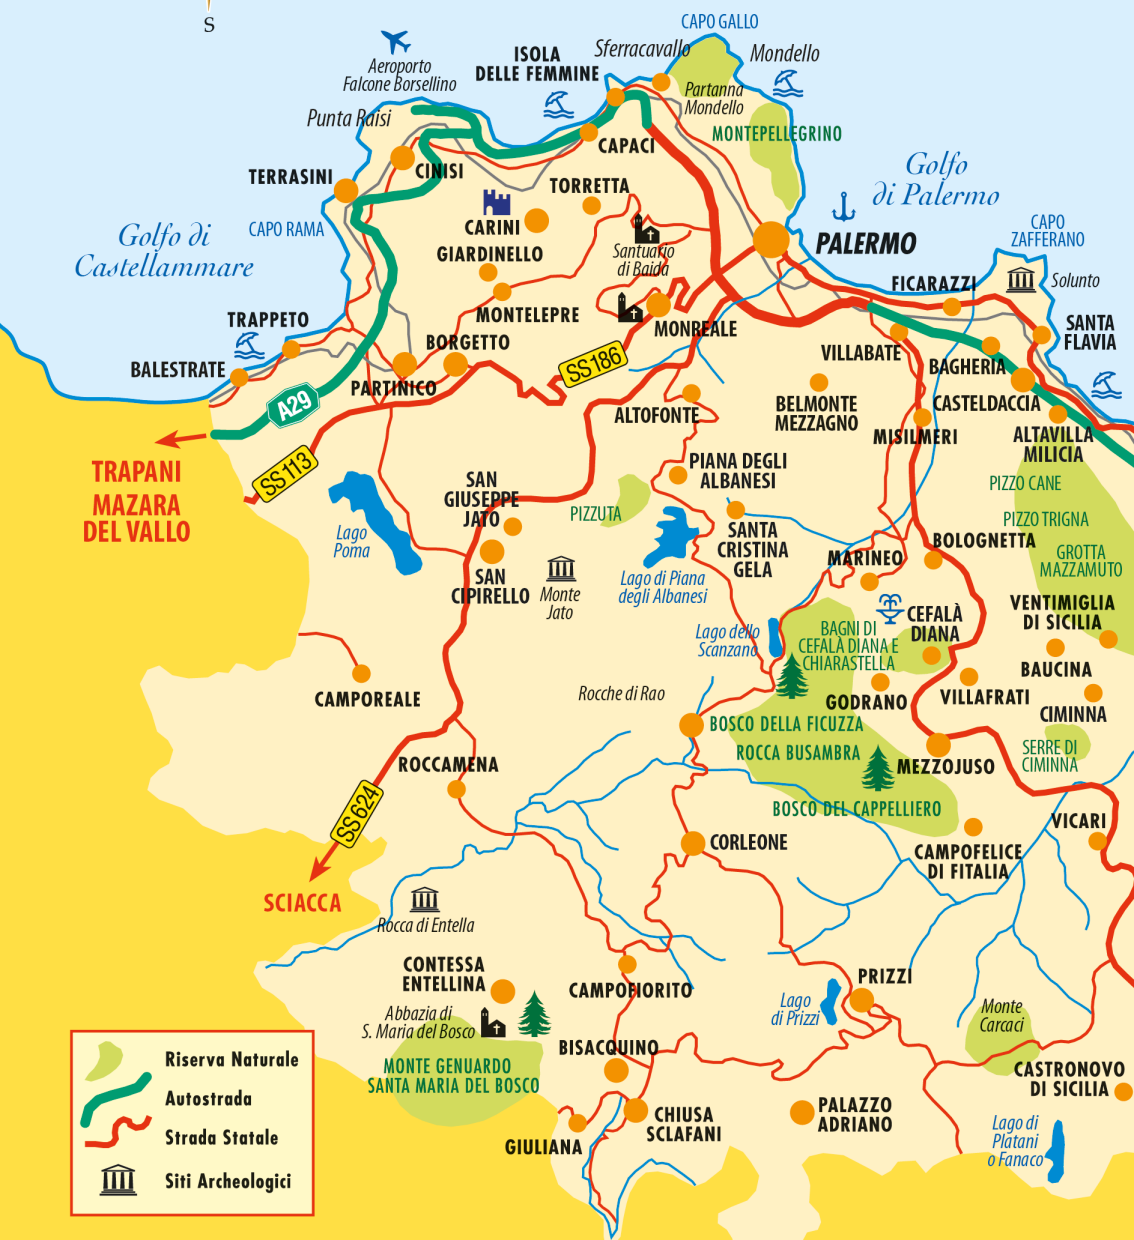 S
CAPO GALLO
Sferracavallo
Mondello
ISOLA
DELLE FEMMINE
Aeroporto
Falcone Borsellino
Partanna
Mondello
Punta Raisi
MONTEPELLEGRINO
CAPACI
CINISI
TERRASINI
TORRETTA
Golfo
di Palermo
CAPO RAMA
CARINI
CAPO
ZAFFERANO
Golfo di
Castellammare
GIARDINELLO
Santuario
di Baida
PALERMO
FICARAZZI
Solunto
MONTELEPRE
MONREALE
TRAPPETO
SANTA
FLAVIA
BORGETTO
VILLABATE
BAGHERIA
BALESTRATE
SS186
PARTINICO
A29
ALTOFONTE
BELMONTE
MEZZAGNO
CASTELDACCIA
MISILMERI
ALTAVILLA
MILICIA
TRAPANI
MAZARA
DEL VALLO
SS113
SAN
GIUSEPPE
JATO
PIANA DEGLI
ALBANESI
PIZZO CANE
PIZZUTA
PIZZO TRIGNA
Lago
Poma
SANTA
CRISTINA
GELA
BOLOGNETTA
MARINEO
GROTTA
MAZZAMUTO
SAN
CIPIRELLO
Monte
Jato
Lago di Piana
degli Albanesi
VENTIMIGLIA
DI SICILIA
CEFALÀ
DIANA
Lago dello
Scanzano
BAGNI DI
CEFALÀ DIANA E
CHIARASTELLA
BAUCINA
CAMPOREALE
Rocche di Rao
GODRANO
VILLAFRATI
CIMINNA
BOSCO DELLA FICUZZA
ROCCA BUSAMBRA
SERRE DI
CIMINNA
ROCCAMENA
MEZZOJUSO
SS624
BOSCO DEL CAPPELLIERO
VICARI
CORLEONE
CAMPOFELICE
DI FITALIA
SCIACCA
Rocca di Entella
CONTESSA
ENTELLINA
CAMPOFIORITO
PRIZZI
Lago
di Prizzi
Abbazia di
S. Maria del Bosco
Monte
Carcaci
BISACQUINO
MONTE GENUARDO
SANTA MARIA DEL BOSCO
CASTRONOVO
DI SICILIA
PALAZZO
ADRIANO
CHIUSA
SCLAFANI
GIULIANA
Lago di
Platani
o Fanaco
Riserva Naturale
Autostrada
Strada Statale
Siti Archeologici